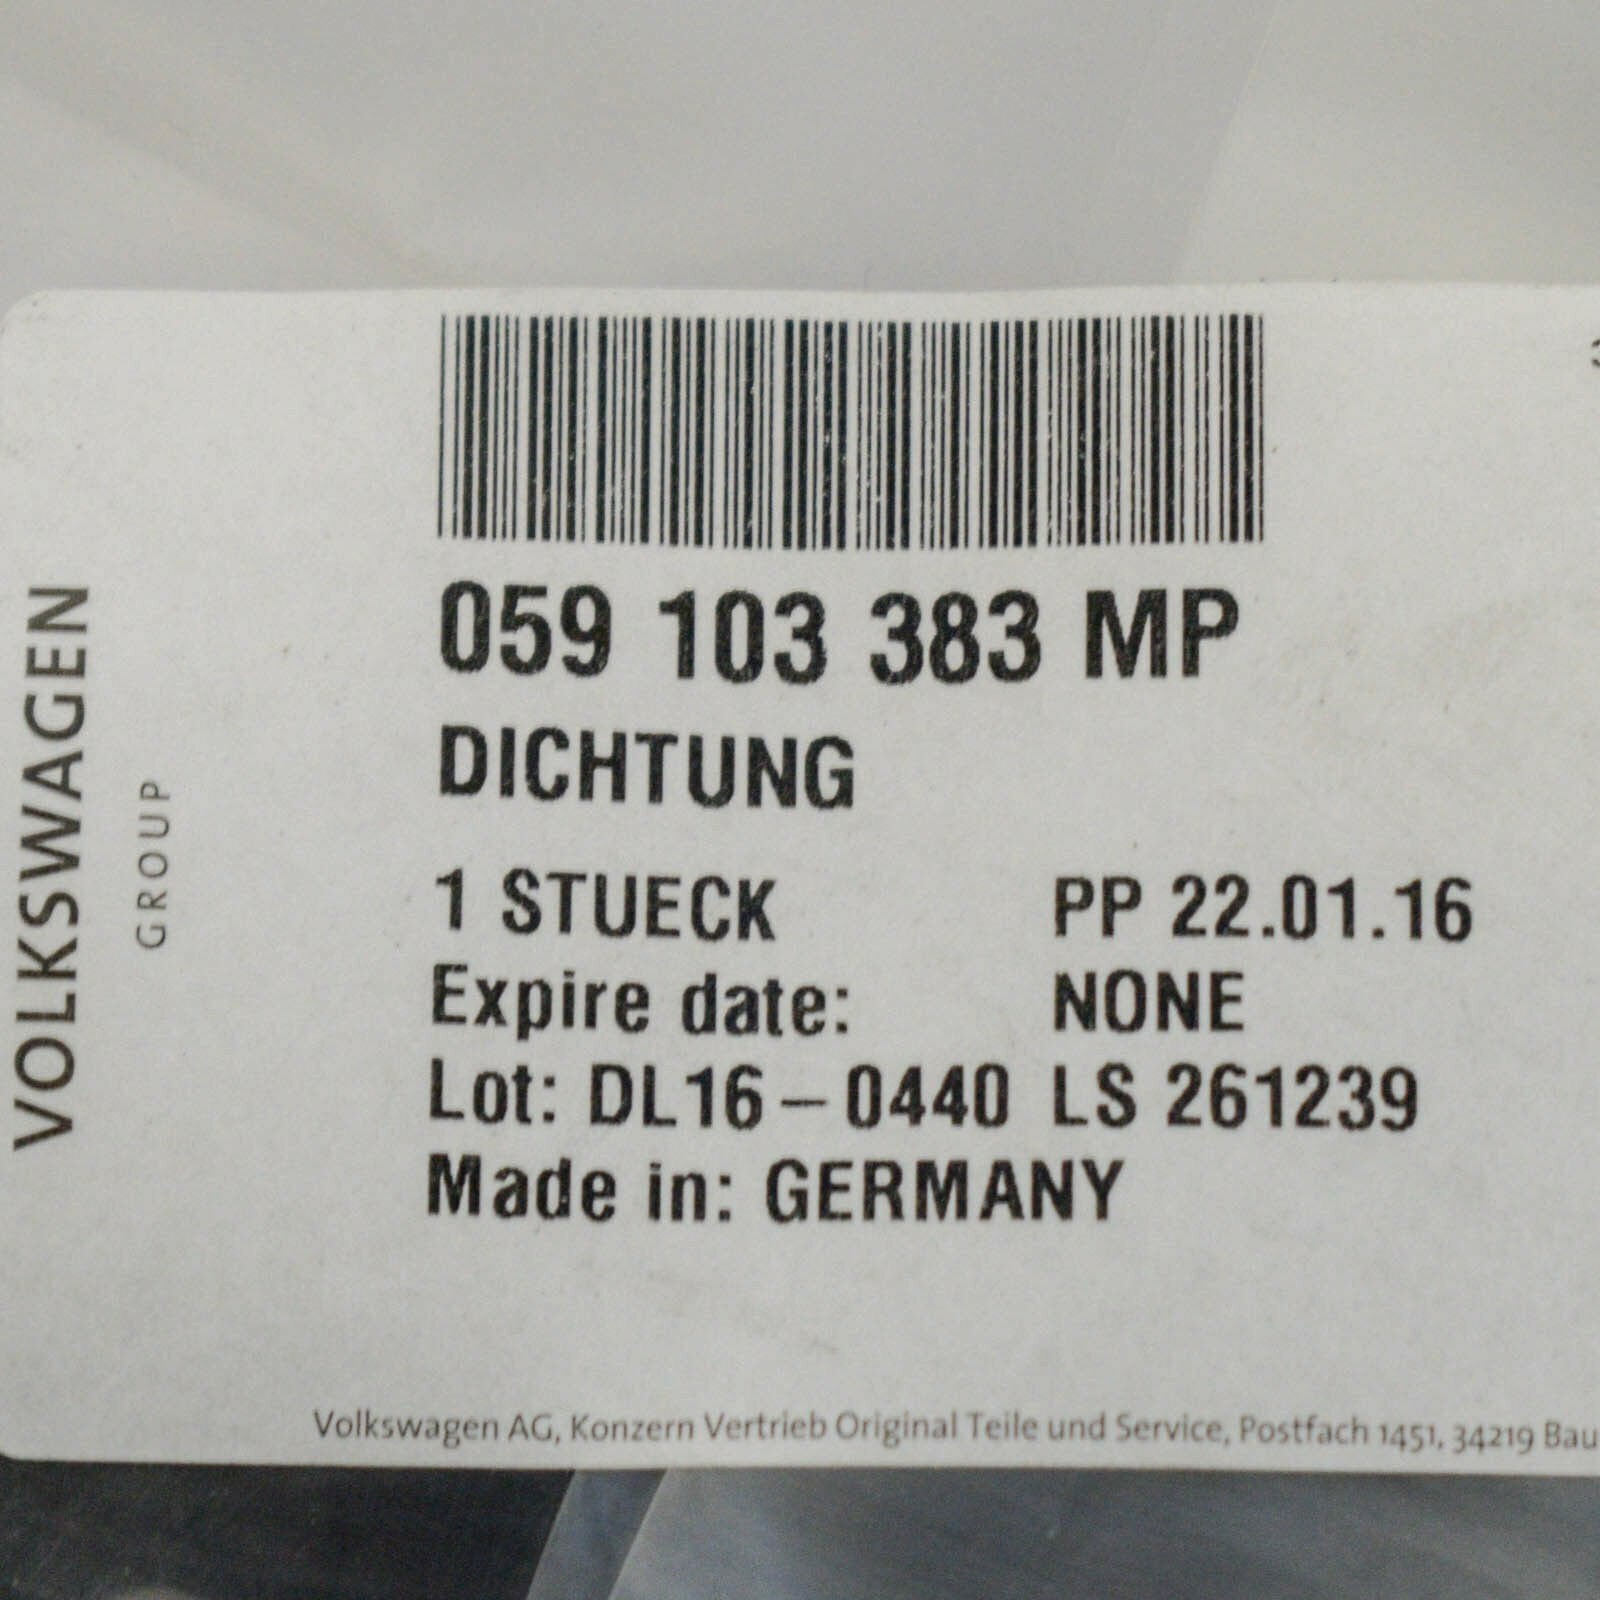 VOLKSWAGEN
GROUP
059 103 383 MP
DICHTUNG
1 STUECK PP 22.01.16
Expire date: NONE
Lot: DL16-0440 LS 261239
Made in: GERMANY
Volkswagen AG, Konzern Vertrieb Original Teile und Service, Postfach 1451, 34219 Bau